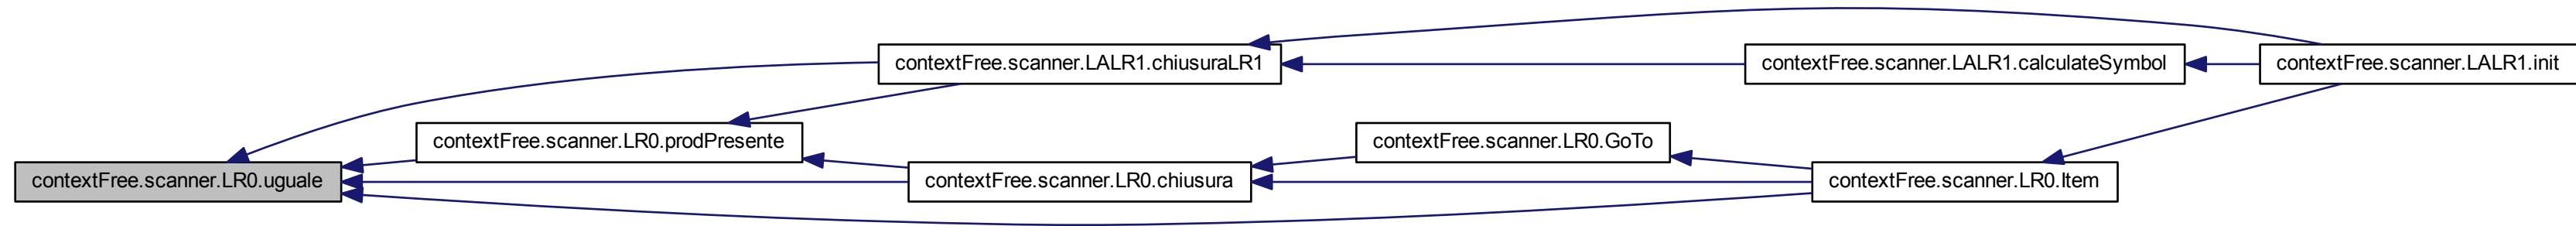 contextFree.scanner.LALR1.chiusuraLR1
contextFree.scanner.LALR1.calculateSymbol
contextFree.scanner.LALR1.init
contextFree.scanner.LR0.prodPresente
contextFree.scanner.LR0.GoTo
contextFree.scanner.LR0.uguale
contextFree.scanner.LR0.chiusura
contextFree.scanner.LR0.Item